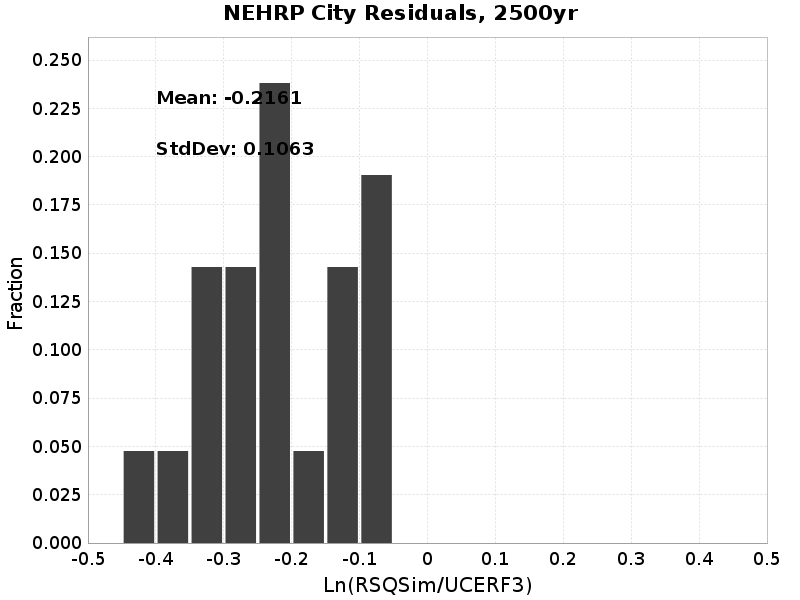 NEHRP City Residuals, 2500yr
0.250
Mean: -0.2161
0.225
0.200
StdDev: 0.1063
0.175
0.150
0.125
0.100
0.075
0.050
0.025
0.000
Fraction
-0.5 -0.4 -0.3 -0.2 -0.1 0 0.1 0.2 0.3 0.4 0.5
Ln(RSQSim/UCERF3)